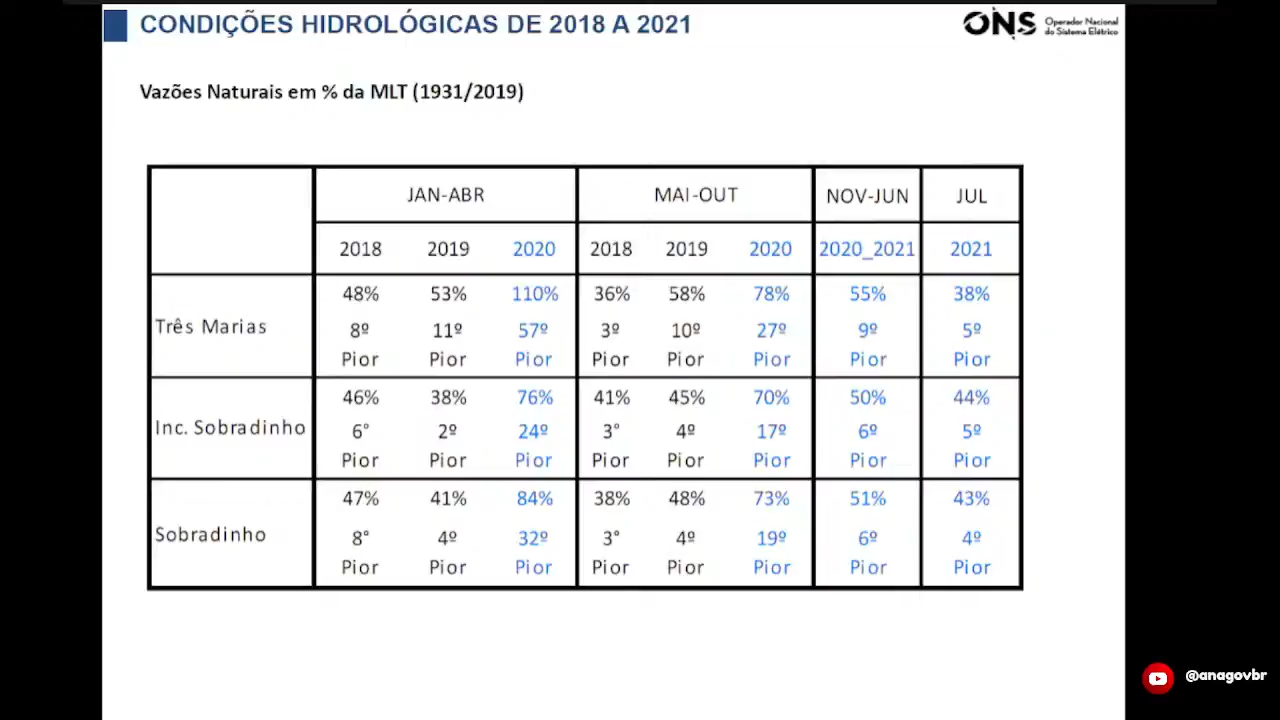 CONDIÇÕES HIDROLÓGICAS DE 2018 A 2021
ONS Operador Nacional
do Sistema Elétrico
Vazões Naturais em % da MLT (1931/2019)
JAN-ABR MAI-OUT NOV-JUN JUL
2018 2019 2020 2018 2019 2020 2020_2021 2021
48% 53% 110% 36% 58% 78% 55% 38%
Três Marias
8º 11º 57º 3º 10º 27º 9º 5º
Pior Pior Pior Pior Pior Pior Pior Pior
46% 38% 76% 41% 45% 70% 50% 44%
Inc. Sobradinho
6° 2º 24º 3° 4º 17º 6º 5º
Pior Pior Pior Pior Pior Pior Pior Pior
47% 41% 84% 38% 48% 73% 51% 43%
Sobradinho
8° 4º 32º 3° 4º 19º 6º 4º
Pior Pior Pior Pior Pior Pior Pior Pior
@anagovbr